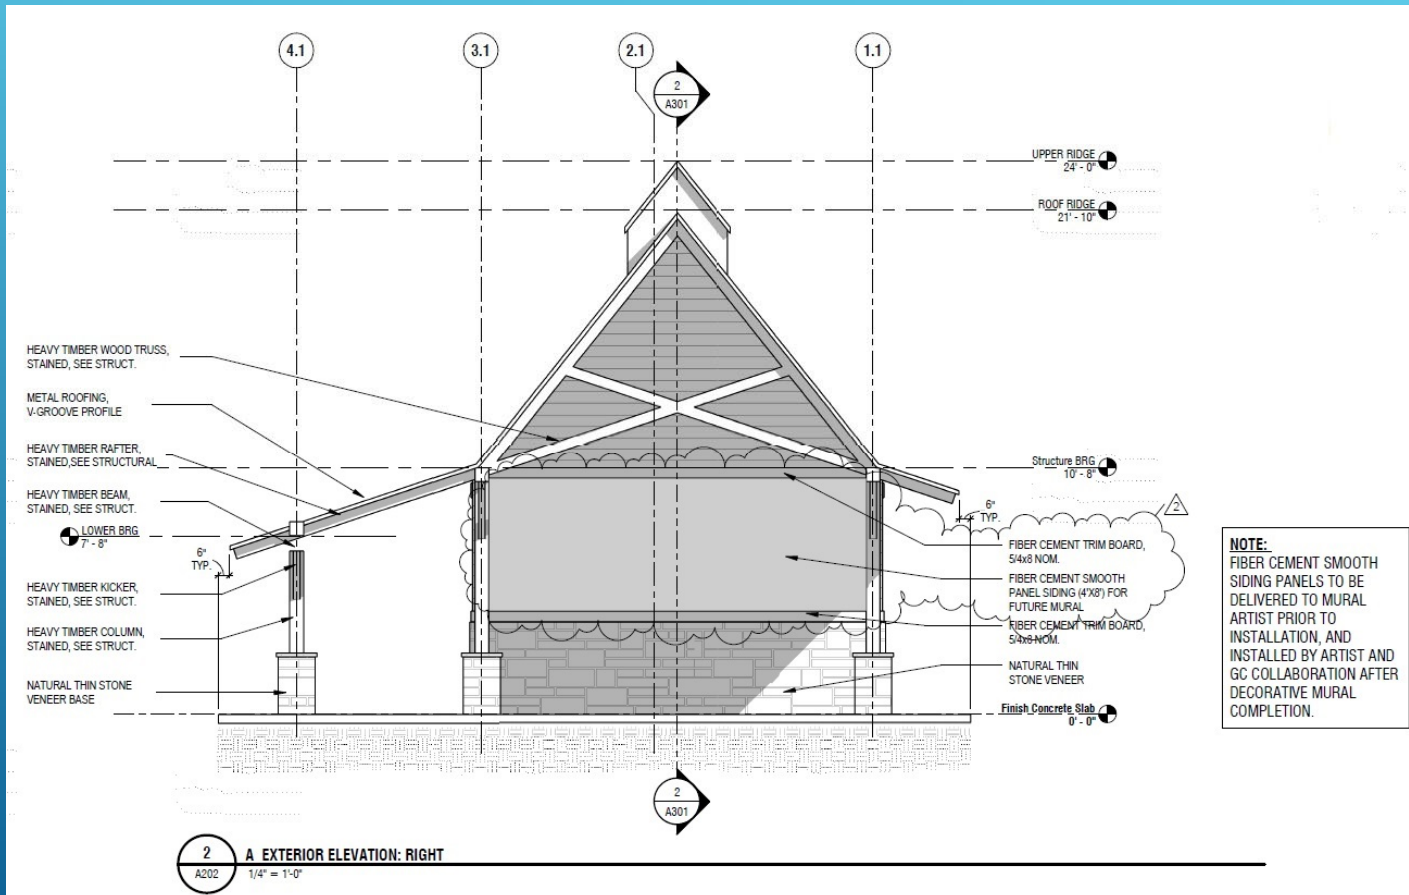 4.1
3.1
2.1
1.1
2
A301
UPPER RIDGE
24' - 0"
ROOF RIDGE
21' - 10"
HEAVY TIMBER WOOD TRUSS,
STAINED, SEE STRUCT.
METAL ROOFING,
V-GROOVE PROFILE
HEAVY TIMBER RAFTER,
STAINED,SEE STRUCTURAL
HEAVY TIMBER BEAM,
STAINED, SEE STRUCT.
LOWER BRG
7' - 8"
6"
TYP.
HEAVY TIMBER KICKER,
STAINED, SEE STRUCT.
HEAVY TIMBER COLUMN,
STAINED, SEE STRUCT.
NATURAL THIN STONE
VENEER BASE
Structure BRG
10' - 8"
6"
TYP.
2
FIBER CEMENT TRIM BOARD,
5/4x8 NOM.
FIBER CEMENT SMOOTH
PANEL SIDING (4'X8') FOR
FUTURE MURAL
FIBER CEMENT TRIM BOARD,
5/4x8 NOM.
NATURAL THIN
STONE VENEER
Finish Concrete Slab
0' - 0"
NOTE:
FIBER CEMENT SMOOTH
SIDING PANELS TO BE
DELIVERED TO MURAL
ARTIST PRIOR TO
INSTALLATION, AND
INSTALLED BY ARTIST AND
GC COLLABORATION AFTER
DECORATIVE MURAL
COMPLETION.
2
A301
2
A202
A EXTERIOR ELEVATION: RIGHT
1/4" = 1'-0"